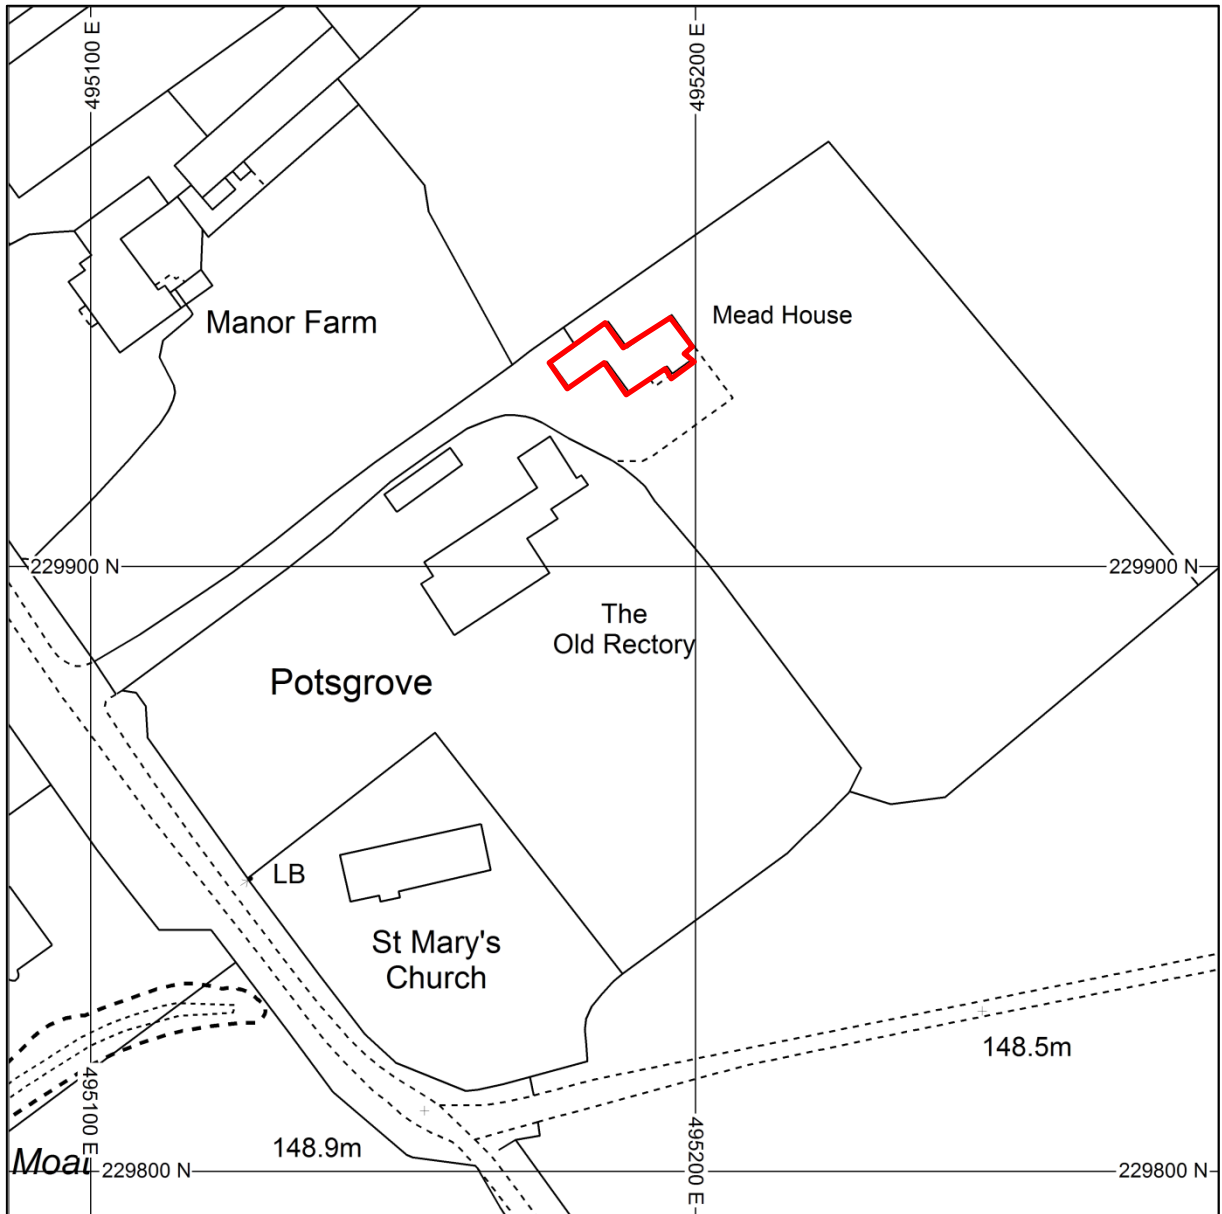 495100 E
495200 E
Manor Farm
Mead House
229900 N
229900 N
The
Old Rectory
Potsgrove
LB
St Mary's
Church
148.5m
495100 E
495200 E
148.9m
229800 N
229800 N